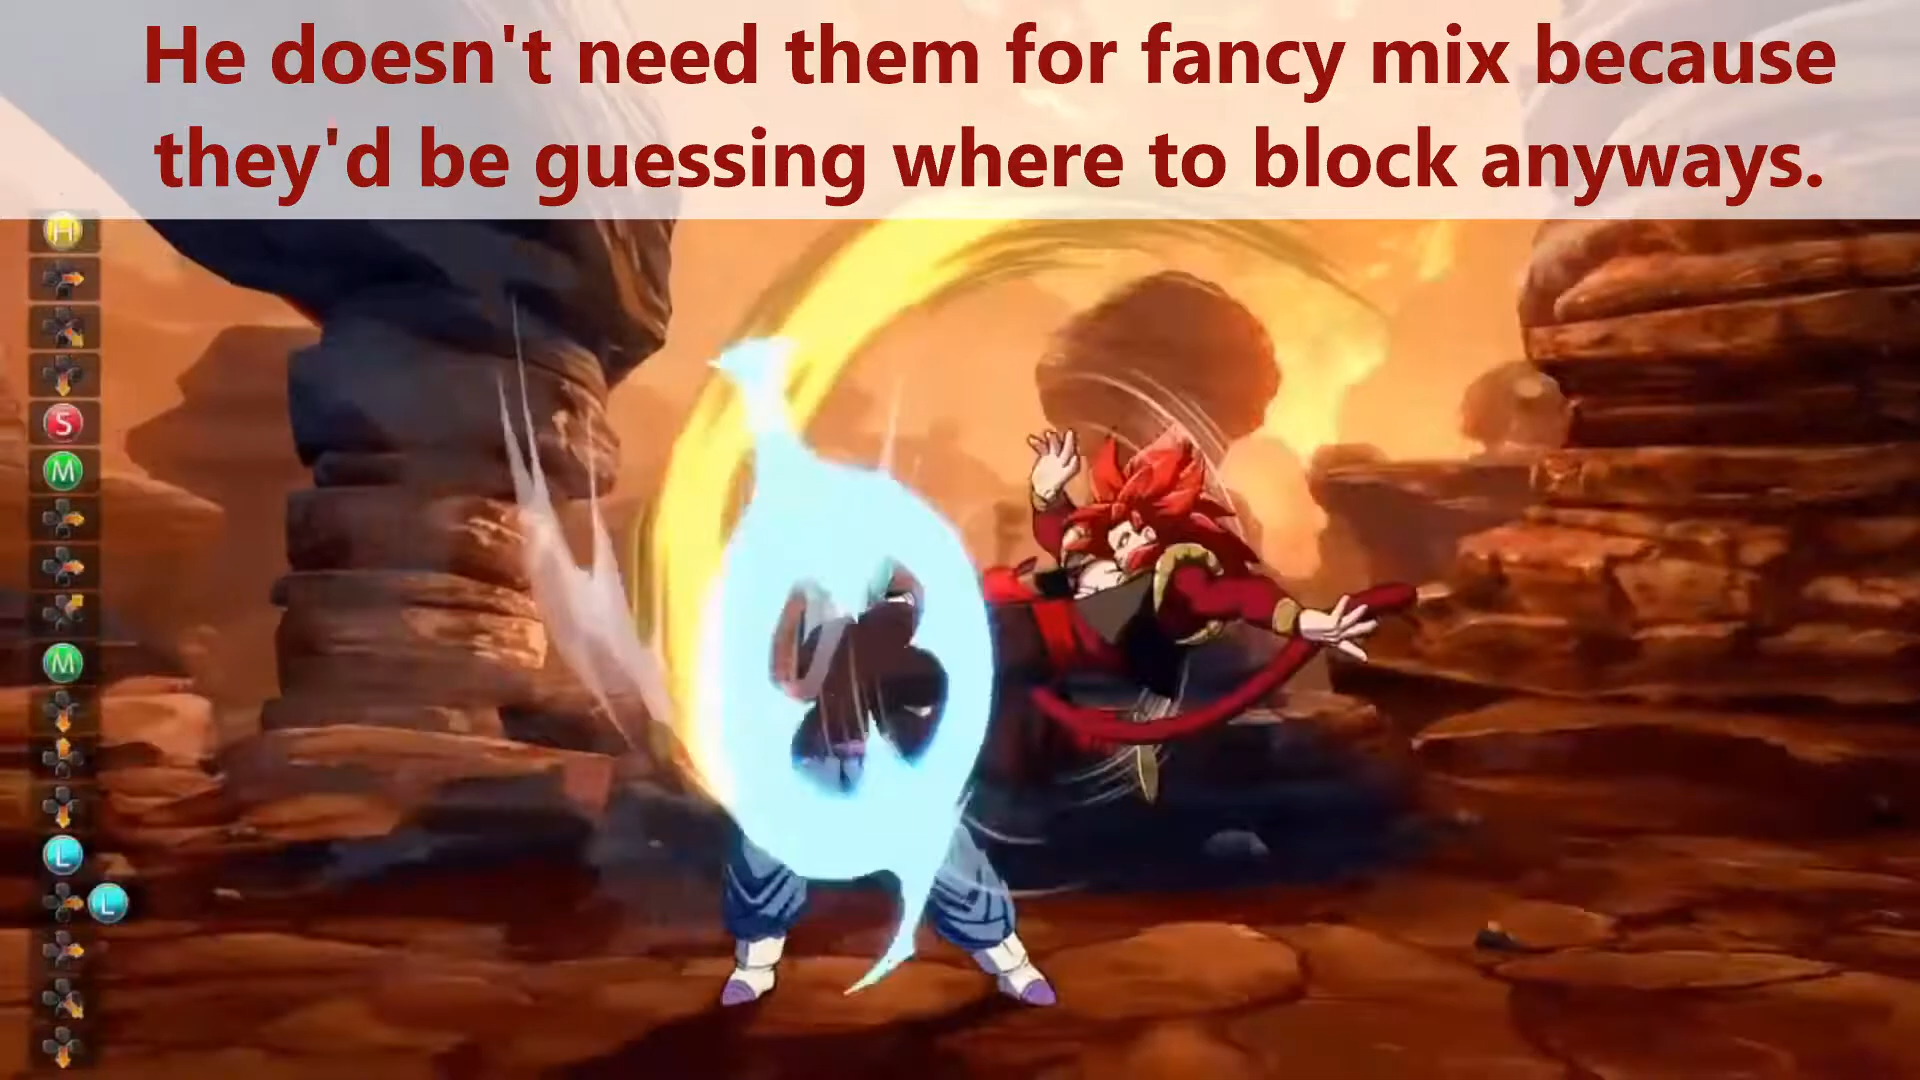 He doesn't need them for fancy mix because
they'd be guessing where to block anyways.
H
S
M
M
L
L